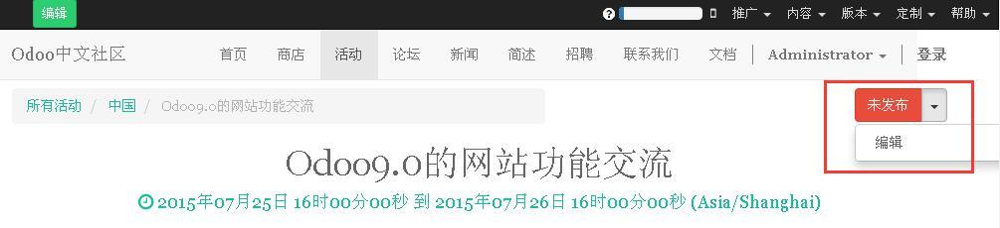 编辑 推广 内容 版本 定制 帮助
Odoo中文社区 首页 商店 活动 论坛 新闻 简述 招聘 联系我们 文档 Administrator 登录
所有活动 / 中国 / Odoo9.0的网站功能交流 未发布
编辑
Odoo9.0的网站功能交流
2015年07月25日 16时00分00秒 到 2015年07月26日 16时00分00秒 (Asia/Shanghai)